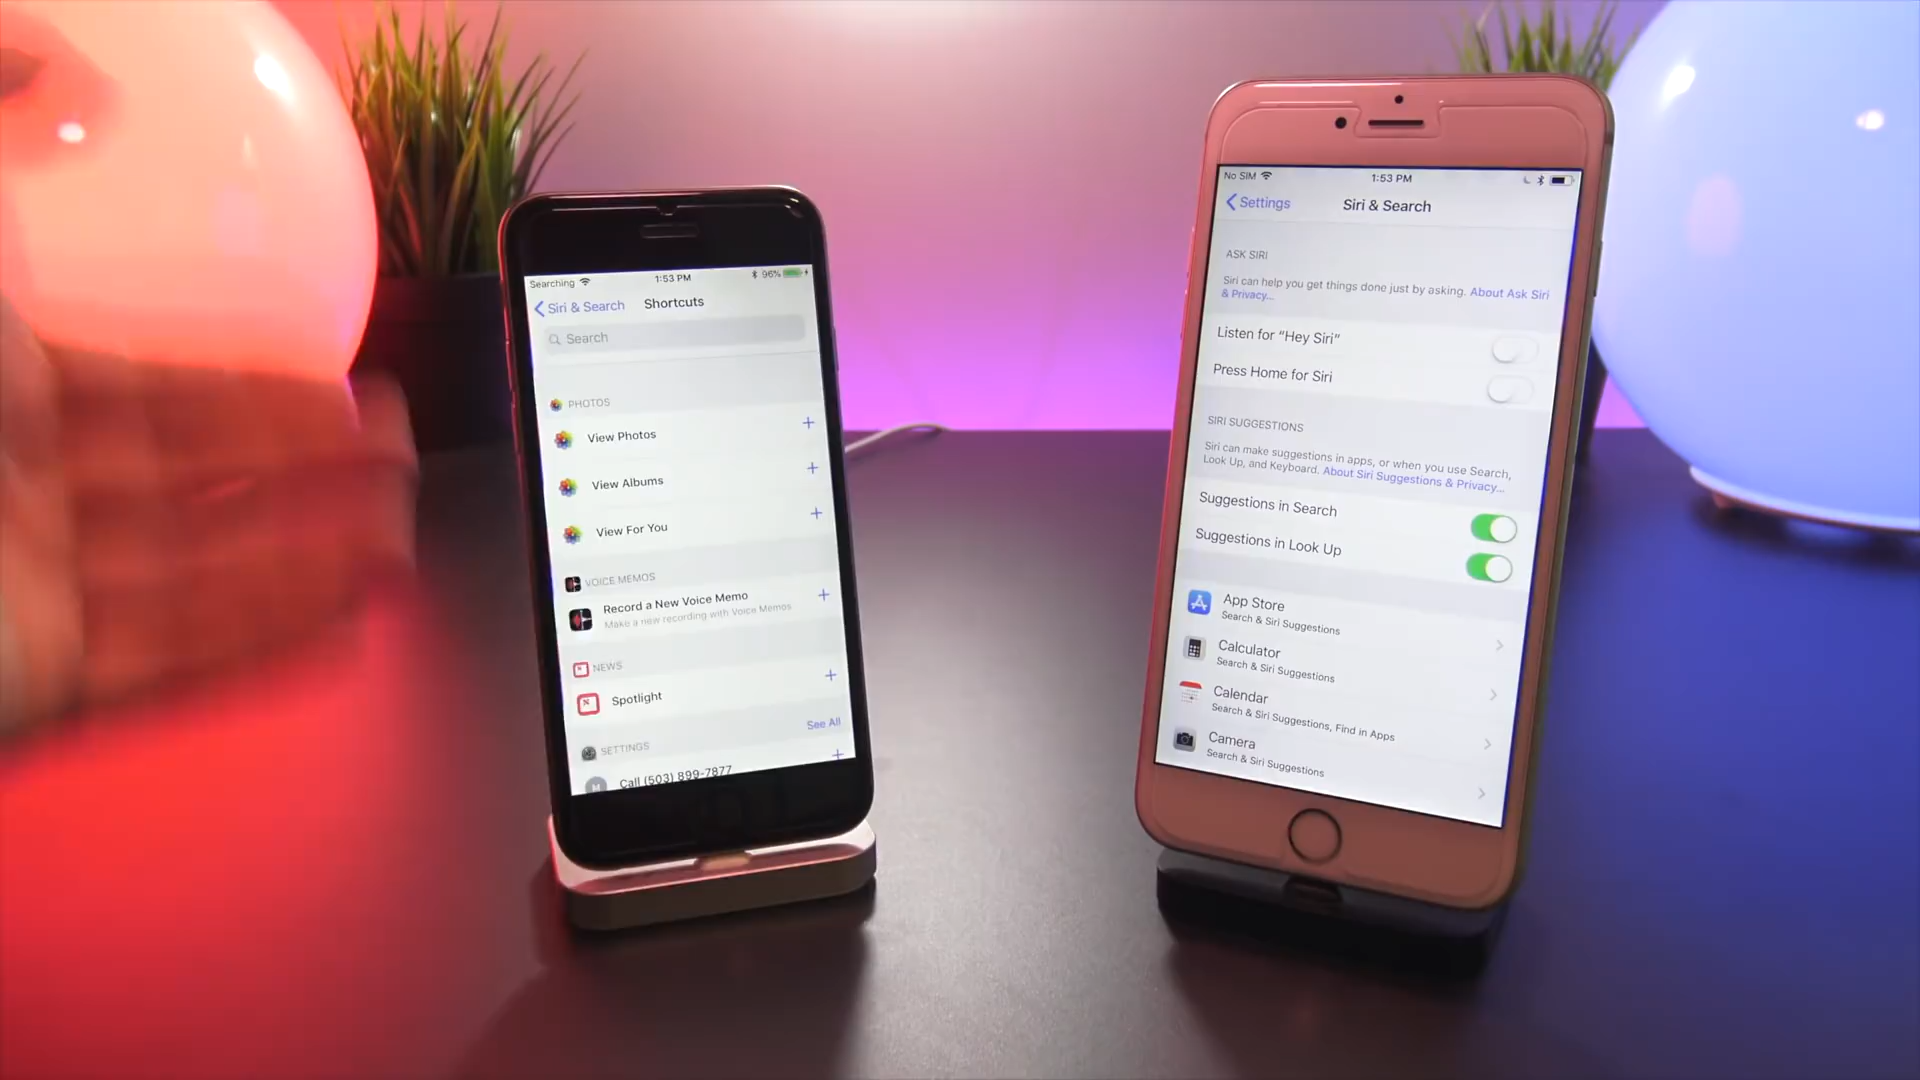 Searching
1:53 PM
96%
Siri & Search
Shortcuts
Search
PHOTOS
View Photos
View Albums
View For You
VOICE MEMOS
Record a New Voice Memo
Make a new recording with Voice Memos
NEWS
Spotlight
See All
SETTINGS
M
Call (503) 899-7877
No SIM
1:53 PM
Settings
Siri & Search
ASK SIRI
Siri can help you get things done just by asking. About Ask Siri
& Privacy...
Listen for “Hey Siri”
Press Home for Siri
SIRI SUGGESTIONS
Siri can make suggestions in apps, or when you use Search,
Look Up, and Keyboard. About Siri Suggestions & Privacy...
Suggestions in Search
Suggestions in Look Up
App Store
Search & Siri Suggestions
Calculator
Search & Siri Suggestions
Calendar
Search & Siri Suggestions, Find in Apps
Camera
Search & Siri Suggestions